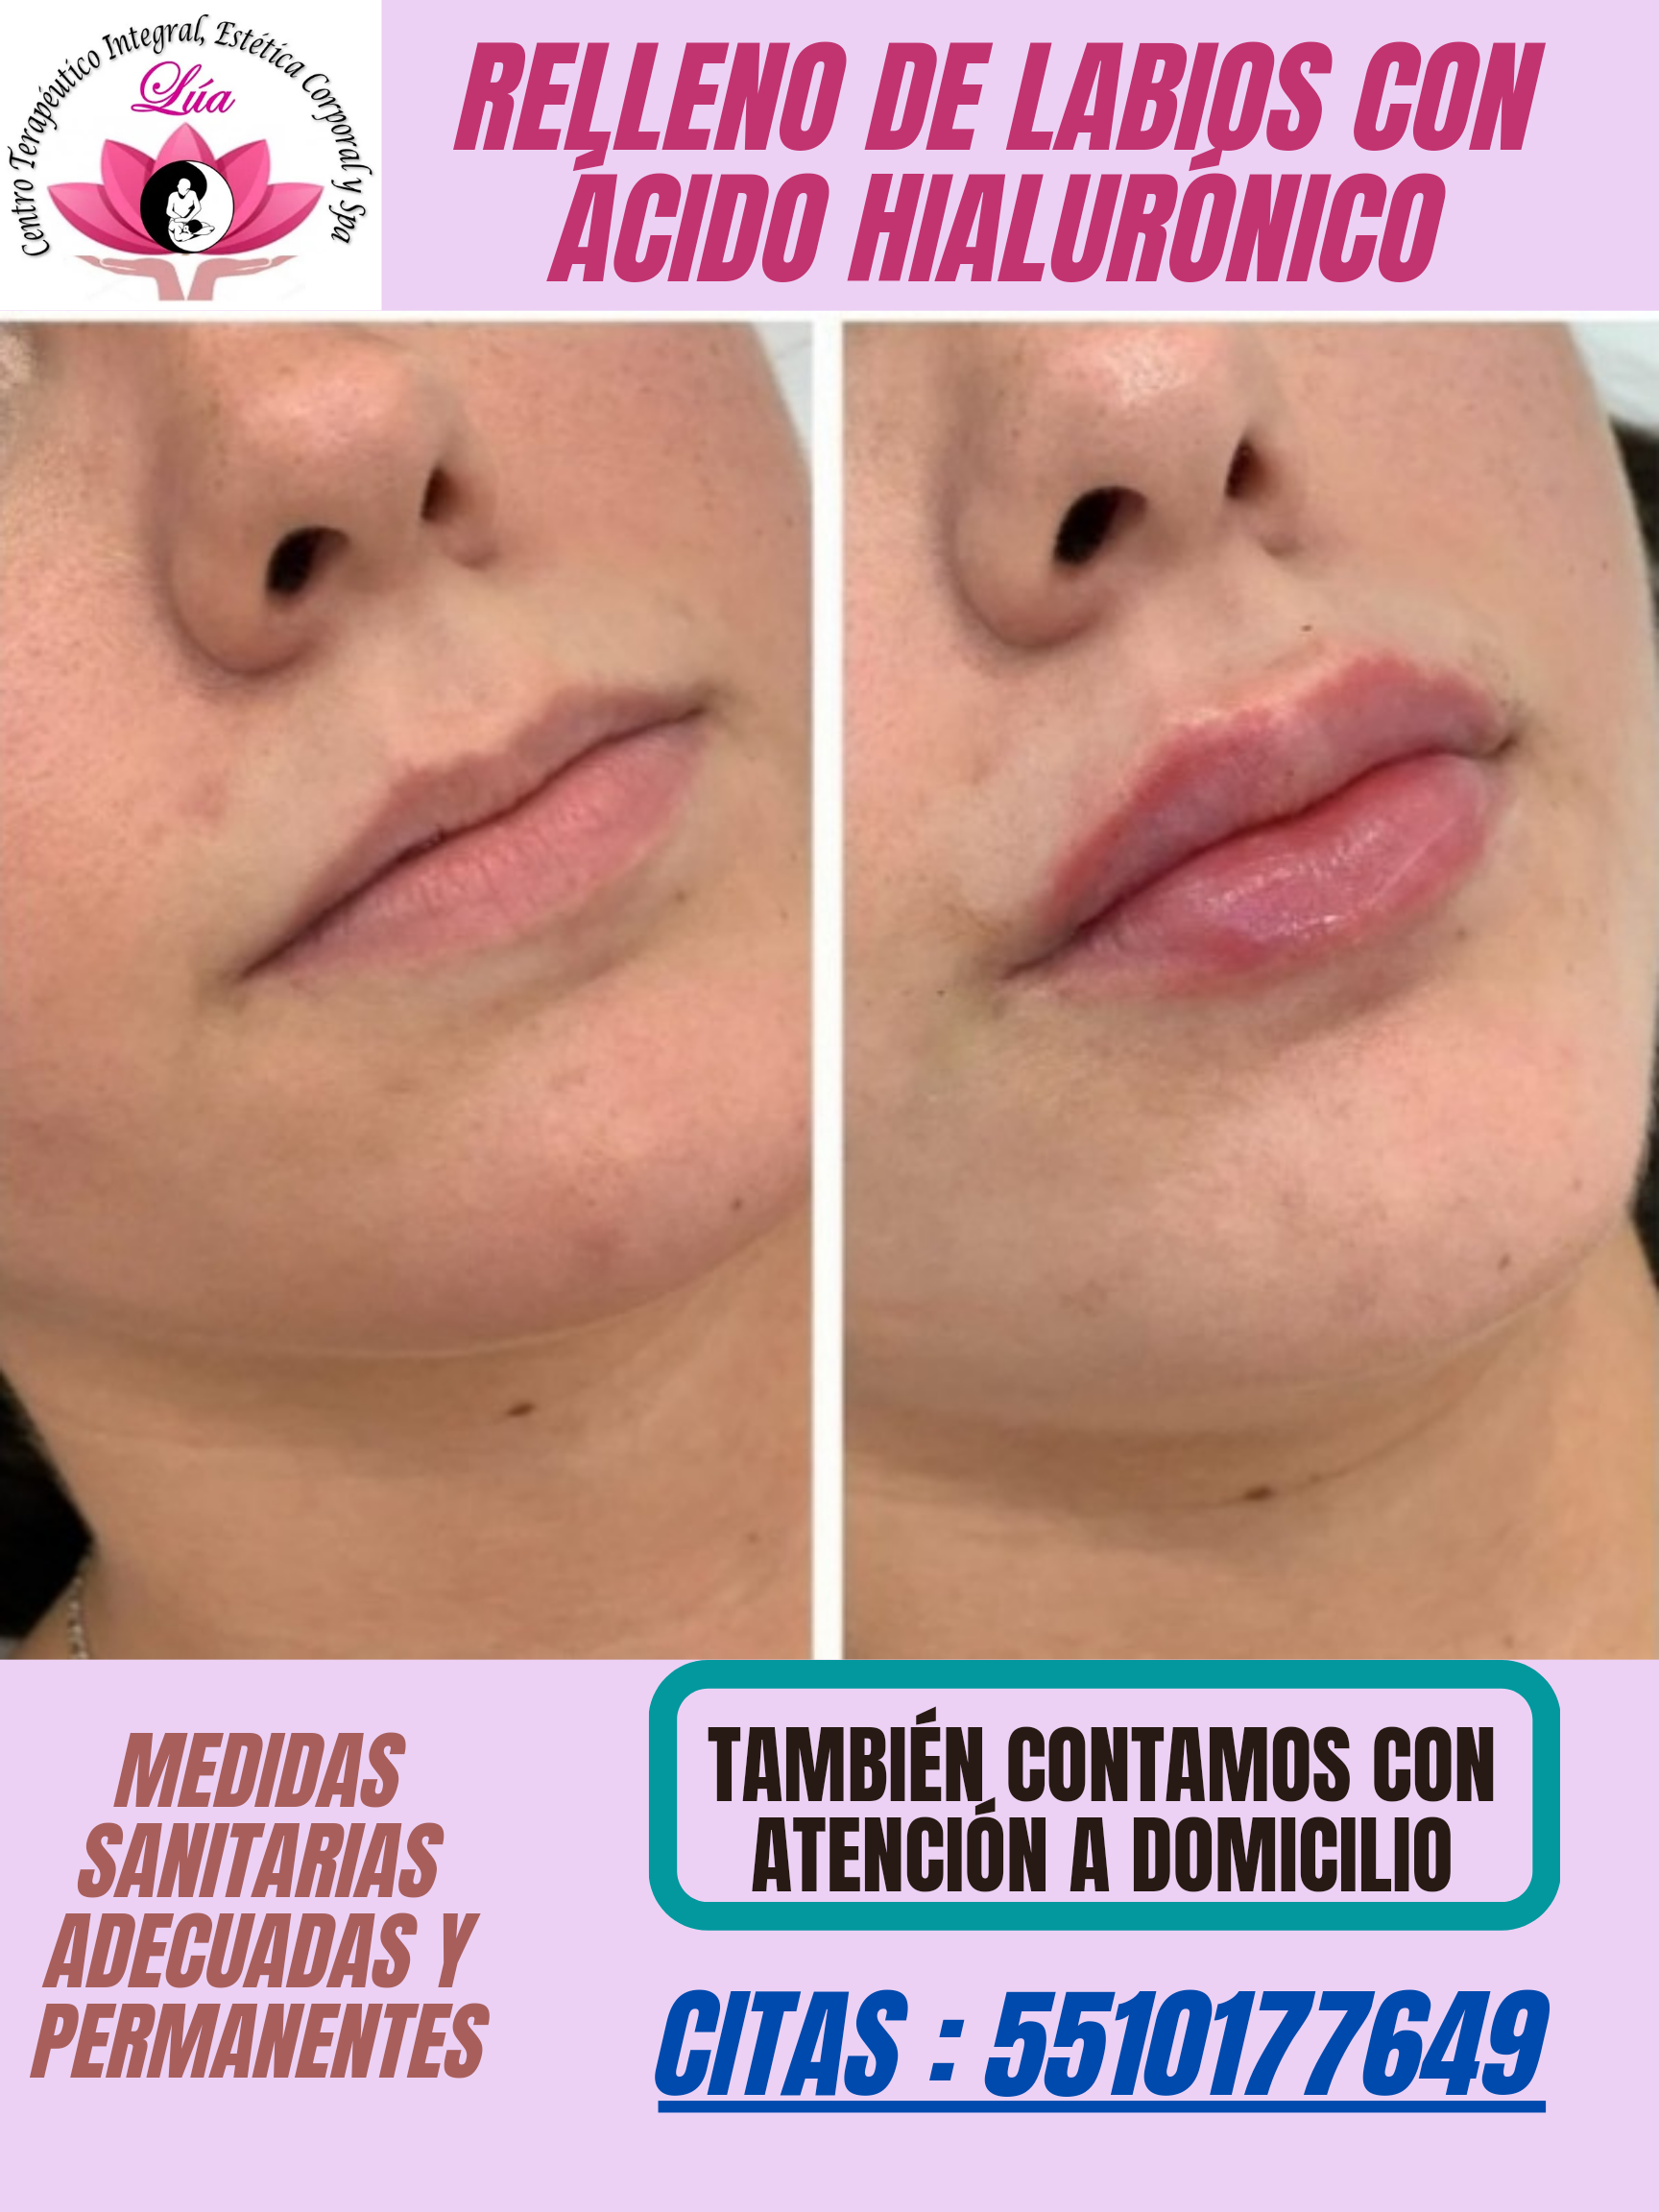 Centro Terapéutico Integral, Estética Corporal y Spa
Lúa
RELLENO DE LABIOS CON
ÁCIDO HIALURÓNICO
MEDIDAS
SANITARIAS
ADECUADAS Y
PERMANENTES
TAMBIÉN CONTAMOS CON
ATENCIÓN A DOMICILIO
CITAS : 5510177649